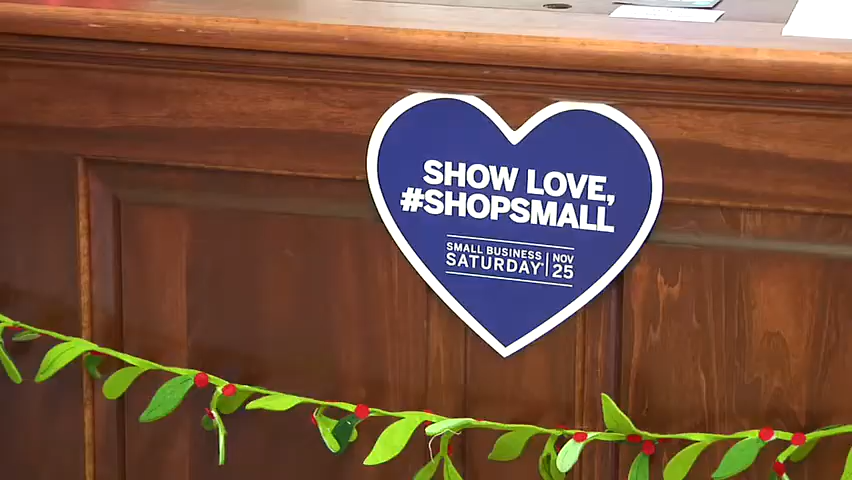 SHOW LOVE,
#SHOPSMALL
SMALL BUSINESS
SATURDAY®
NOV
25